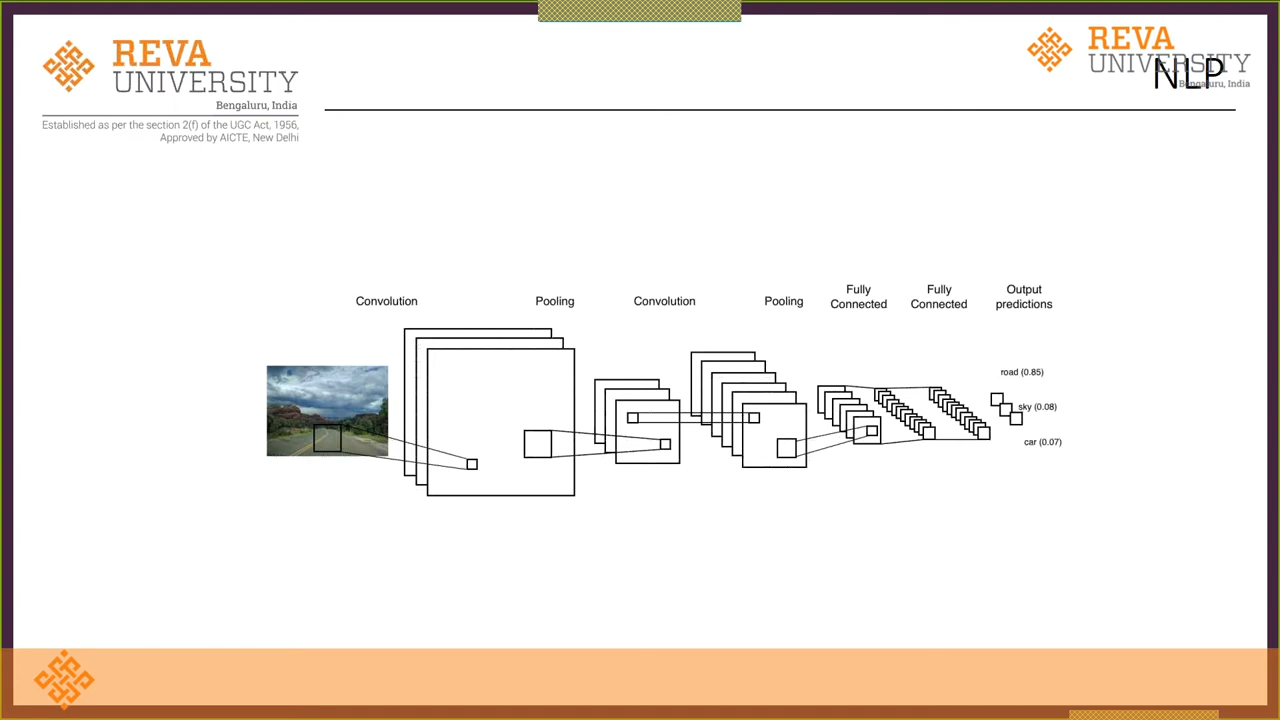 REVA
UNIVERSITY
Bengaluru, India
Established as per the section 2(f) of the UGC Act, 1956,
Approved by AICTE, New Delhi
REVA
UNIVERSITY
Bengaluru, India
NLP
Convolution
Pooling
Convolution
Pooling
Fully
Connected
Fully
Connected
Output
predictions
road (0.85)
sky (0.08)
car (0.07)